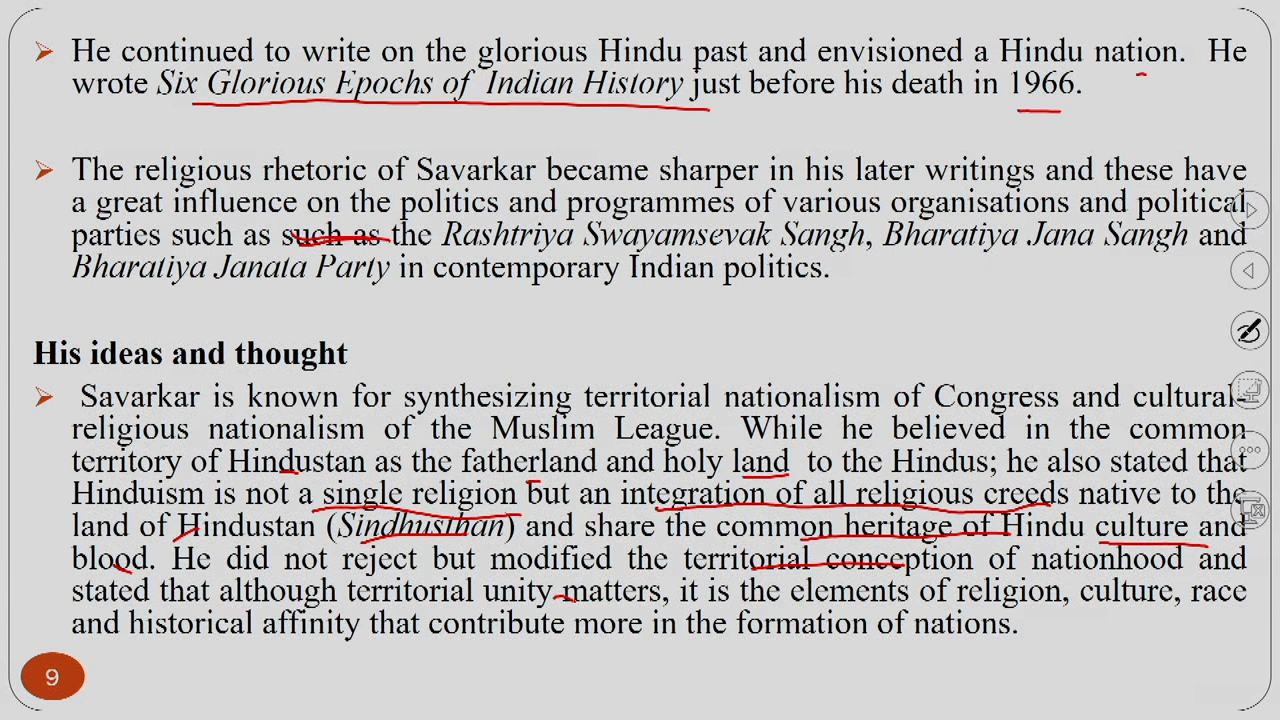 He continued to write on the glorious Hindu past and envisioned a Hindu nation. He
wrote Six Glorious Epochs of Indian History just before his death in 1966.
The religious rhetoric of Savarkar became sharper in his later writings and these have
a great influence on the politics and programmes of various organisations and political
parties such as such as the Rashtriya Swayamsevak Sangh, Bharatiya Jana Sangh and
Bharatiya Janata Party in contemporary Indian politics.
His ideas and thought
Savarkar is known for synthesizing territorial nationalism of Congress and cultural-
religious nationalism of the Muslim League. While he believed in the common
territory of Hindustan as the fatherland and holy land to the Hindus; he also stated that
Hinduism is not a single religion but an integration of all religious creeds native to the
land of Hindustan (Sindhusthan) and share the common heritage of Hindu culture and
blood. He did not reject but modified the territorial conception of nationhood and
stated that although territorial unity matters, it is the elements of religion, culture, race
and historical affinity that contribute more in the formation of nations.
9